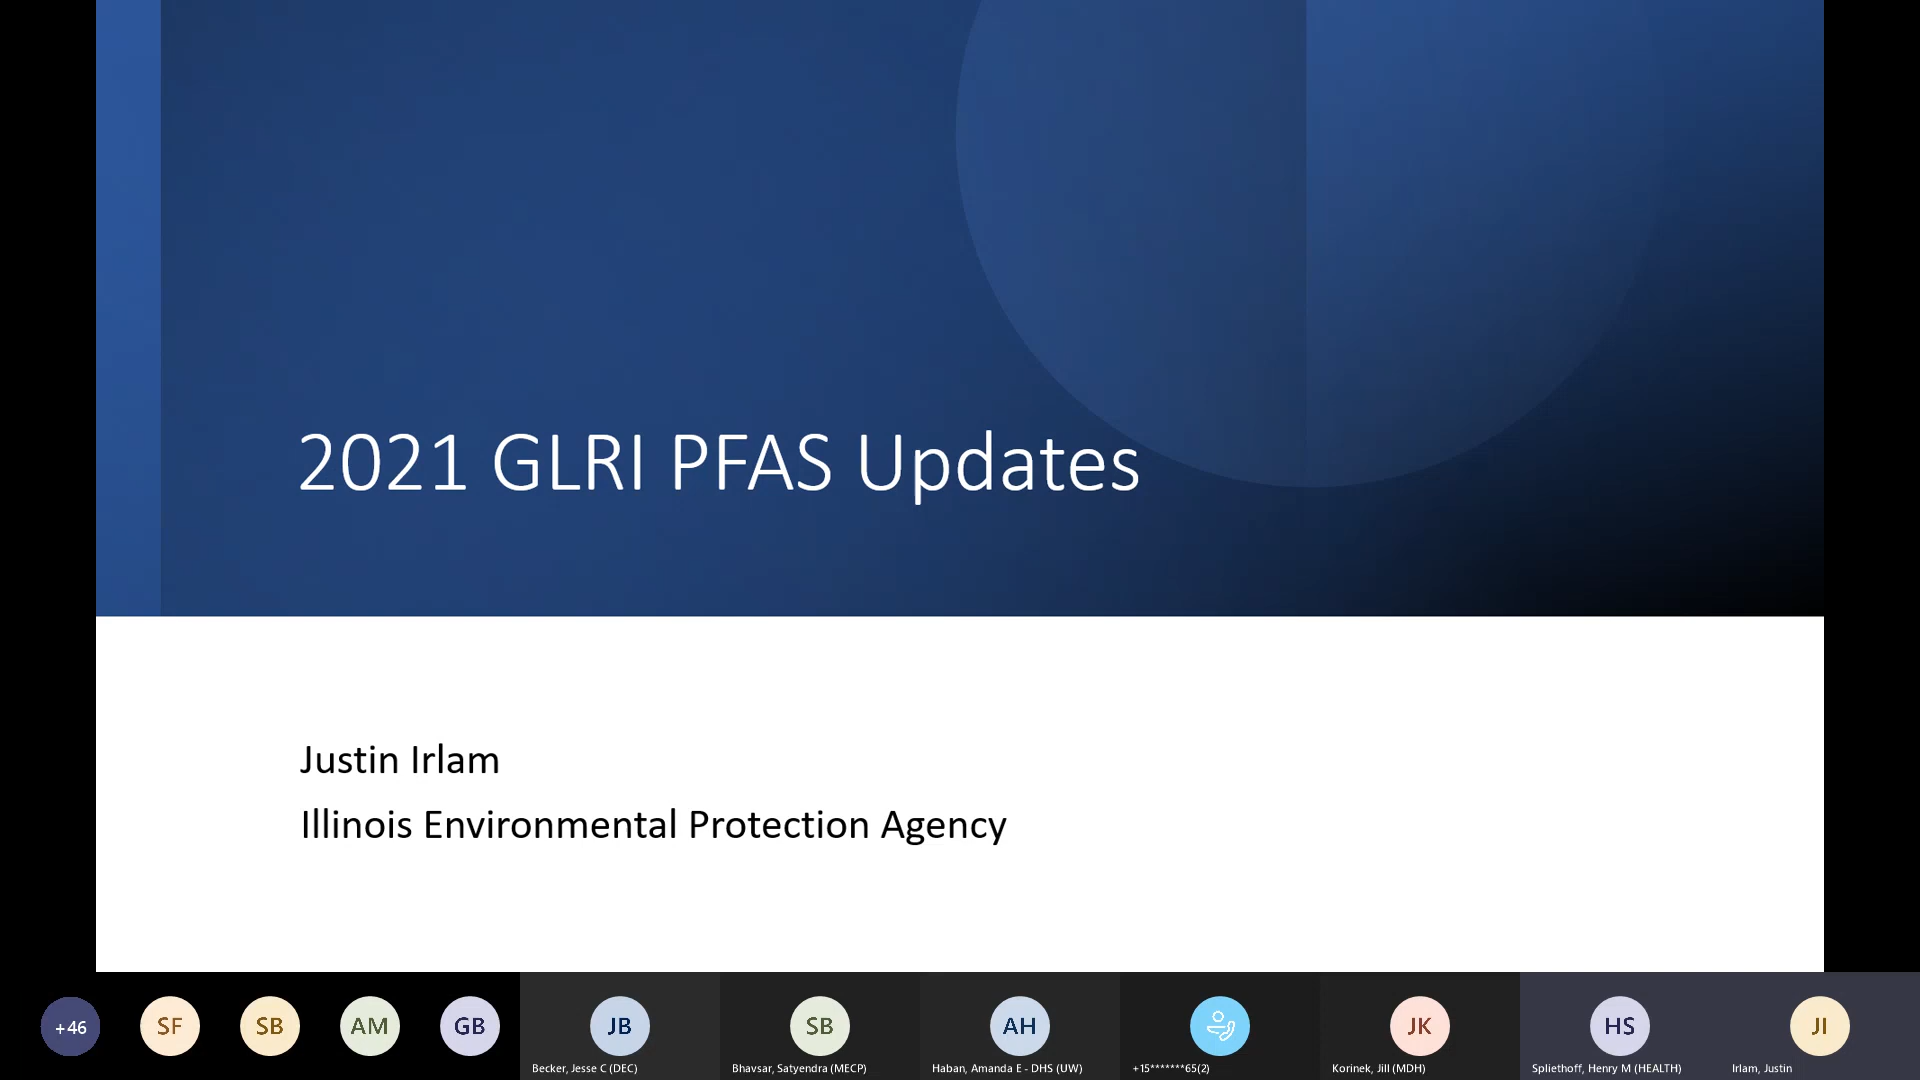 2021 GLRI PFAS Updates
Justin Irlam
Illinois Environmental Protection Agency
+46
SF
SB
AM
GB
JB
SB
AH
JK
HS
JI
Becker, Jesse C (DEC)
Bhavsar, Satyendra (MECP)
Haban, Amanda E - DHS (UW)
+15*******65(2)
Korinek, Jill (MDH)
Spliethoff, Henry M (HEALTH)
Irlam, Justin